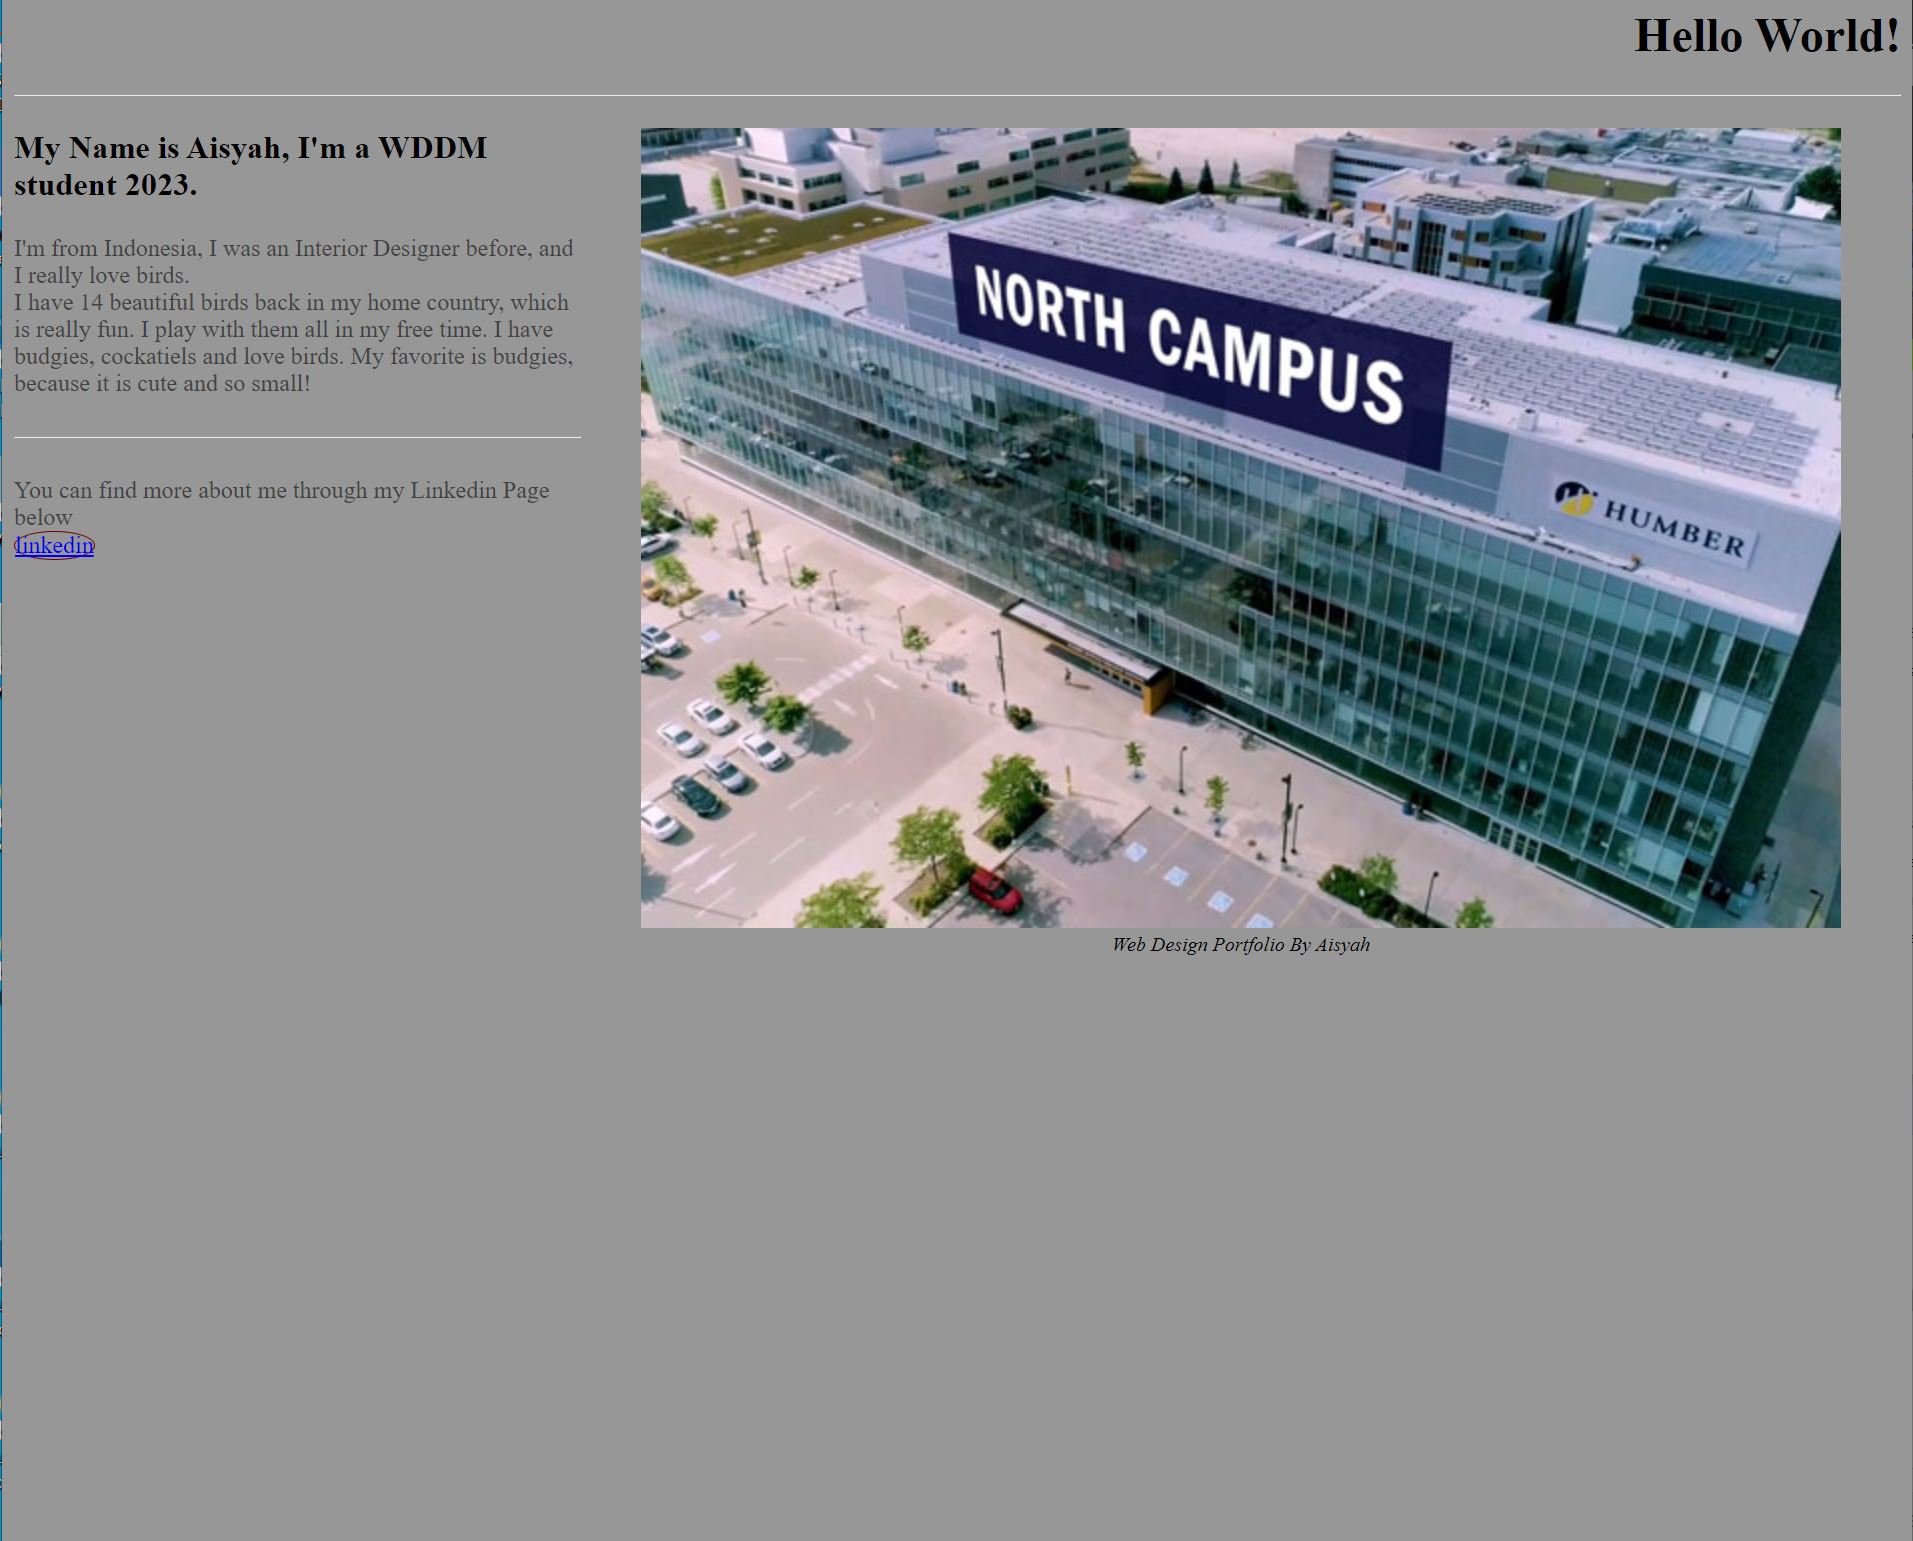 Hello World!
My Name is Aisyah, I'm a WDDM
student 2023.
I'm from Indonesia, I was an Interior Designer before, and
I really love birds.
I have 14 beautiful birds back in my home country, which
is really fun. I play with them all in my free time. I have
budgies, cockatiels and love birds. My favorite is budgies,
because it is cute and so small!
You can find more about me through my Linkedin Page
below
linkedin
NORTH CAMPUS
HUMBER
Web Design Portfolio By Aisyah